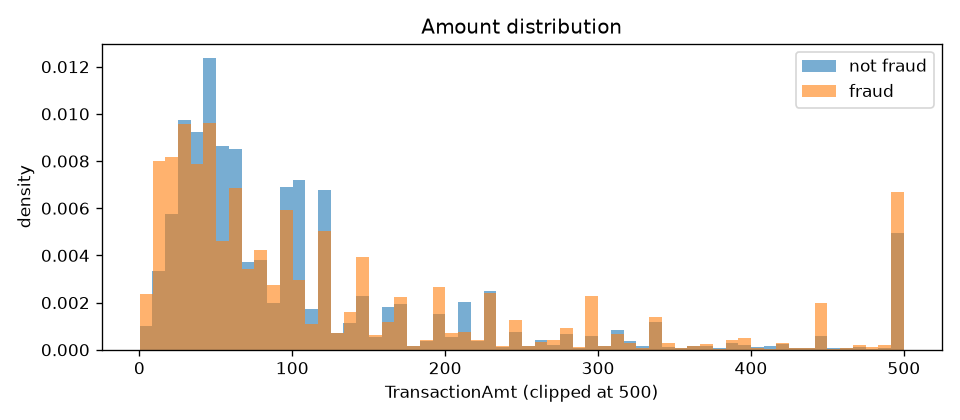 Amount distribution
not fraud
fraud
density
0.012
0.010
0.008
0.006
0.004
0.002
0.000
0
100
200
300
400
500
TransactionAmt (clipped at 500)